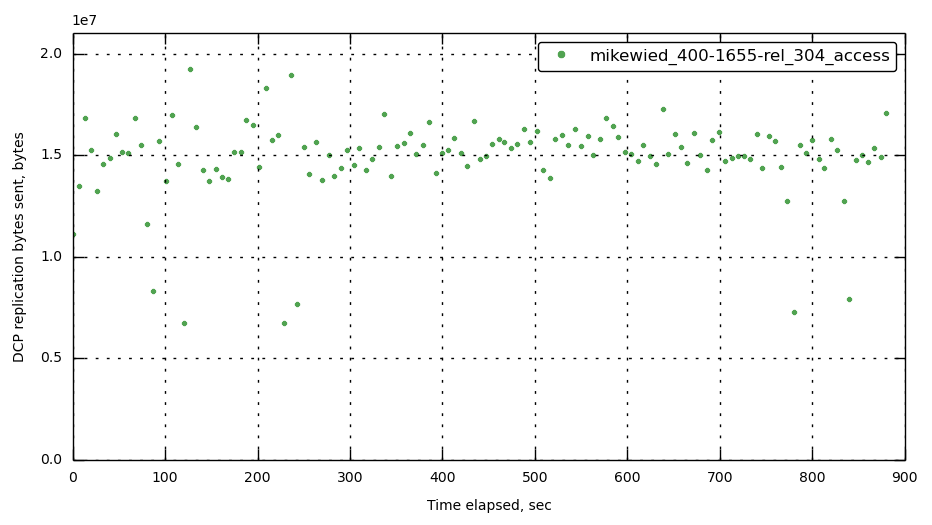 1e7
2.0
mikewied_400-1655-rel_304_access
1.5
1.0
0.5
0.0
DCP replication bytes sent, bytes
0 100 200 300 400 500 600 700 800 900
Time elapsed, sec